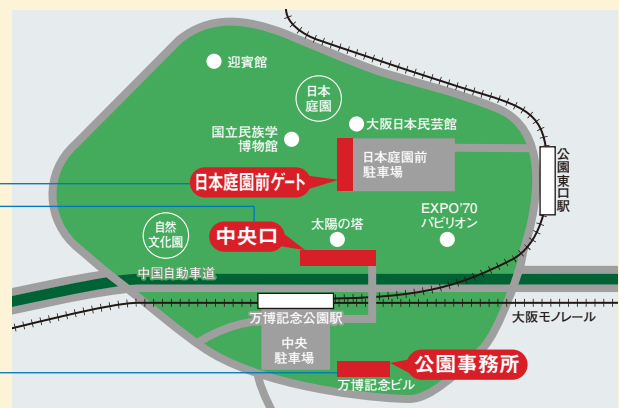 迎賓館
日本
庭園
国立民族学
博物館
大阪日本民芸館
日本庭園前
駐車場
日本庭園前ゲート
公園東口駅
自然
文化園
中央口
太陽の塔
EXPO'70
パビリオン
中国自動車道
万博記念公園駅
大阪モノレール
中央
駐車場
公園事務所
万博記念ビル